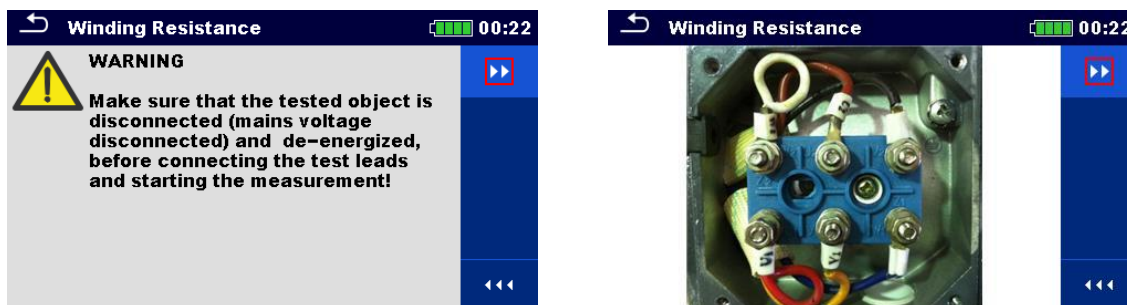 Winding Resistance
00:22
WARNING
Make sure that the tested object is
disconnected (mains voltage
disconnected) and de-energized,
before connecting the test leads
and starting the measurement!
Winding Resistance
00:22